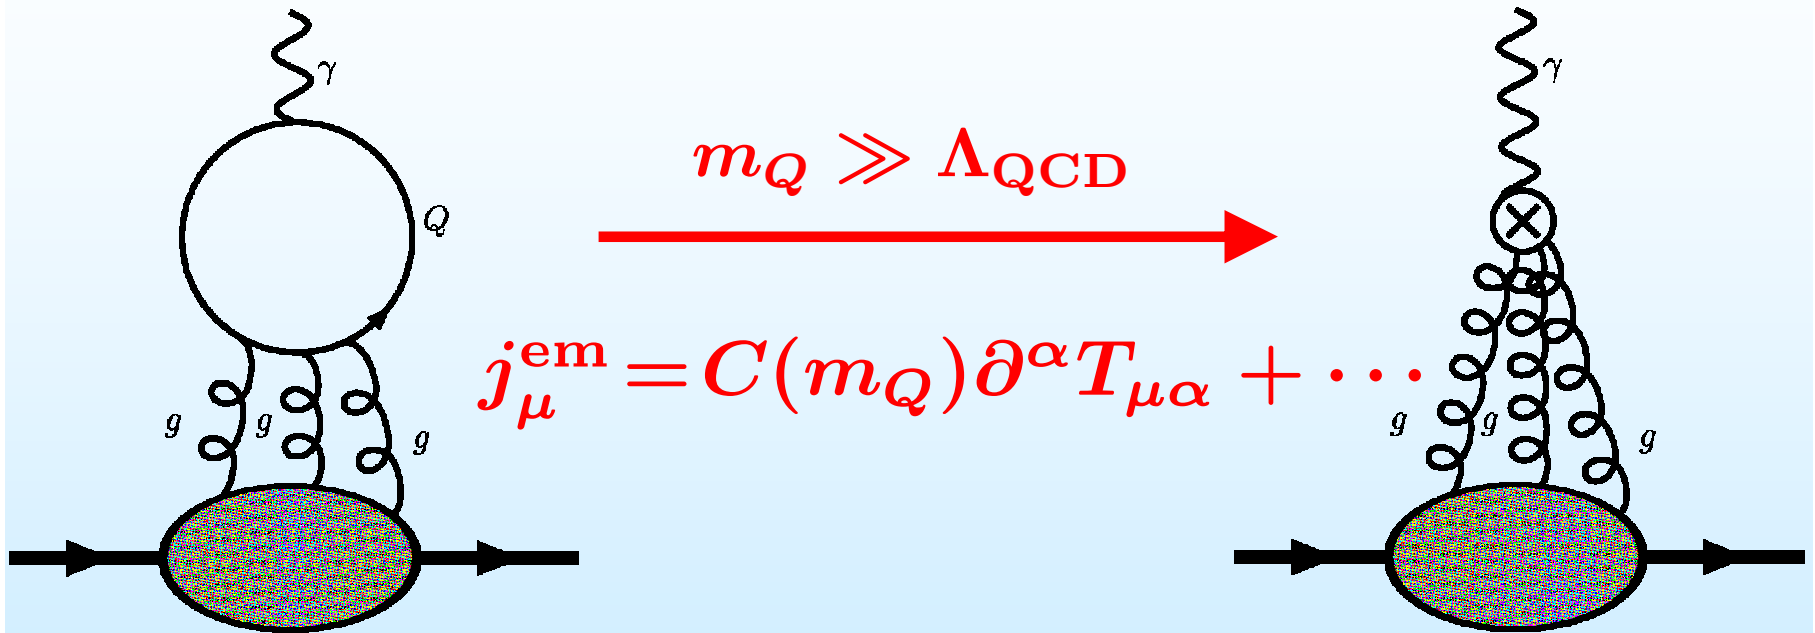 γ
γ
m_Q ≫ Λ_QCD
Q
j_μ^em = C(m_Q)∂^α T_μα + ···
g g g
g g g